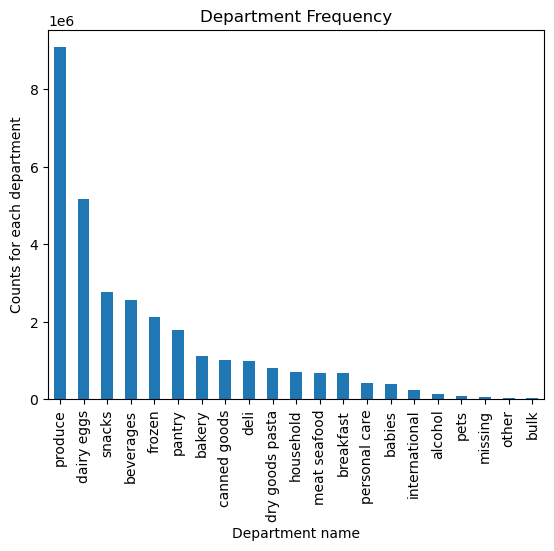 Department Frequency
1e6
8
6
4
2
0
Counts for each department
produce
dairy eggs
snacks
beverages
frozen
pantry
bakery
canned goods
deli
dry goods pasta
household
meat seafood
breakfast
personal care
babies
international
alcohol
pets
missing
other
bulk
Department name